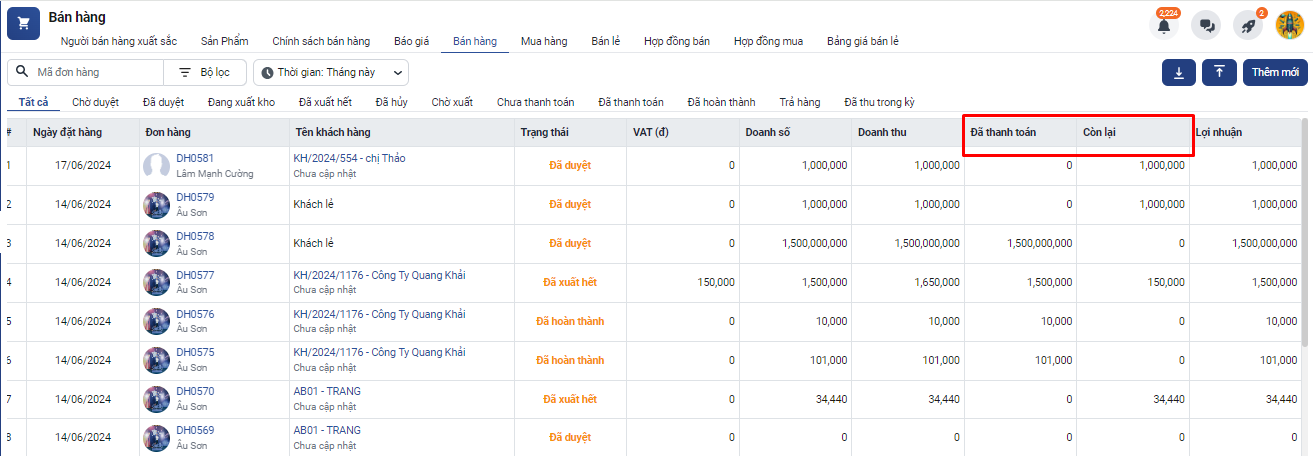 Bán hàng
2,224
2
Người bán hàng xuất sắc Sản Phẩm Chính sách bán hàng Báo giá Bán hàng Mua hàng Bán lẻ Hợp đồng bán Hợp đồng mua Bảng giá bán lẻ
Mã đơn hàng Bộ lọc Thời gian: Tháng này Thêm mới
Tất cả Chờ duyệt Đã duyệt Đang xuất kho Đã xuất hết Đã hủy Chờ xuất Chưa thanh toán Đã thanh toán Đã hoàn thành Trả hàng Đã thu trong kỳ
# Ngày đặt hàng Đơn hàng Tên khách hàng Trạng thái VAT (đ) Doanh số Doanh thu Đã thanh toán Còn lại Lợi nhuận
1 17/06/2024 DH0581 KH/2024/554 - chị Thảo Đã duyệt 0 1,000,000 1,000,000 0 1,000,000 1,000,000
Lâm Mạnh Cường Chưa cập nhật
2 14/06/2024 DH0579 Khách lẻ Đã duyệt 0 1,000,000 1,000,000 0 1,000,000 1,000,000
Âu Sơn
3 14/06/2024 DH0578 Khách lẻ Đã duyệt 0 1,500,000,000 1,500,000,000 1,500,000,000 0 1,500,000,000
Âu Sơn
4 14/06/2024 DH0577 KH/2024/1176 - Công Ty Quang Khải Đã xuất hết 150,000 1,500,000 1,650,000 1,500,000 150,000 1,500,000
Âu Sơn Chưa cập nhật
5 14/06/2024 DH0576 KH/2024/1176 - Công Ty Quang Khải Đã hoàn thành 0 10,000 10,000 10,000 0 10,000
Âu Sơn Chưa cập nhật
6 14/06/2024 DH0575 KH/2024/1176 - Công Ty Quang Khải Đã hoàn thành 0 101,000 101,000 101,000 0 101,000
Âu Sơn Chưa cập nhật
7 14/06/2024 DH0570 AB01 - TRANG Đã xuất hết 0 34,440 34,440 0 34,440 34,440
Âu Sơn Chưa cập nhật
8 14/06/2024 DH0569 AB01 - TRANG Đã duyệt 0 0 0 0 0 0
Âu Sơn Chưa cập nhật